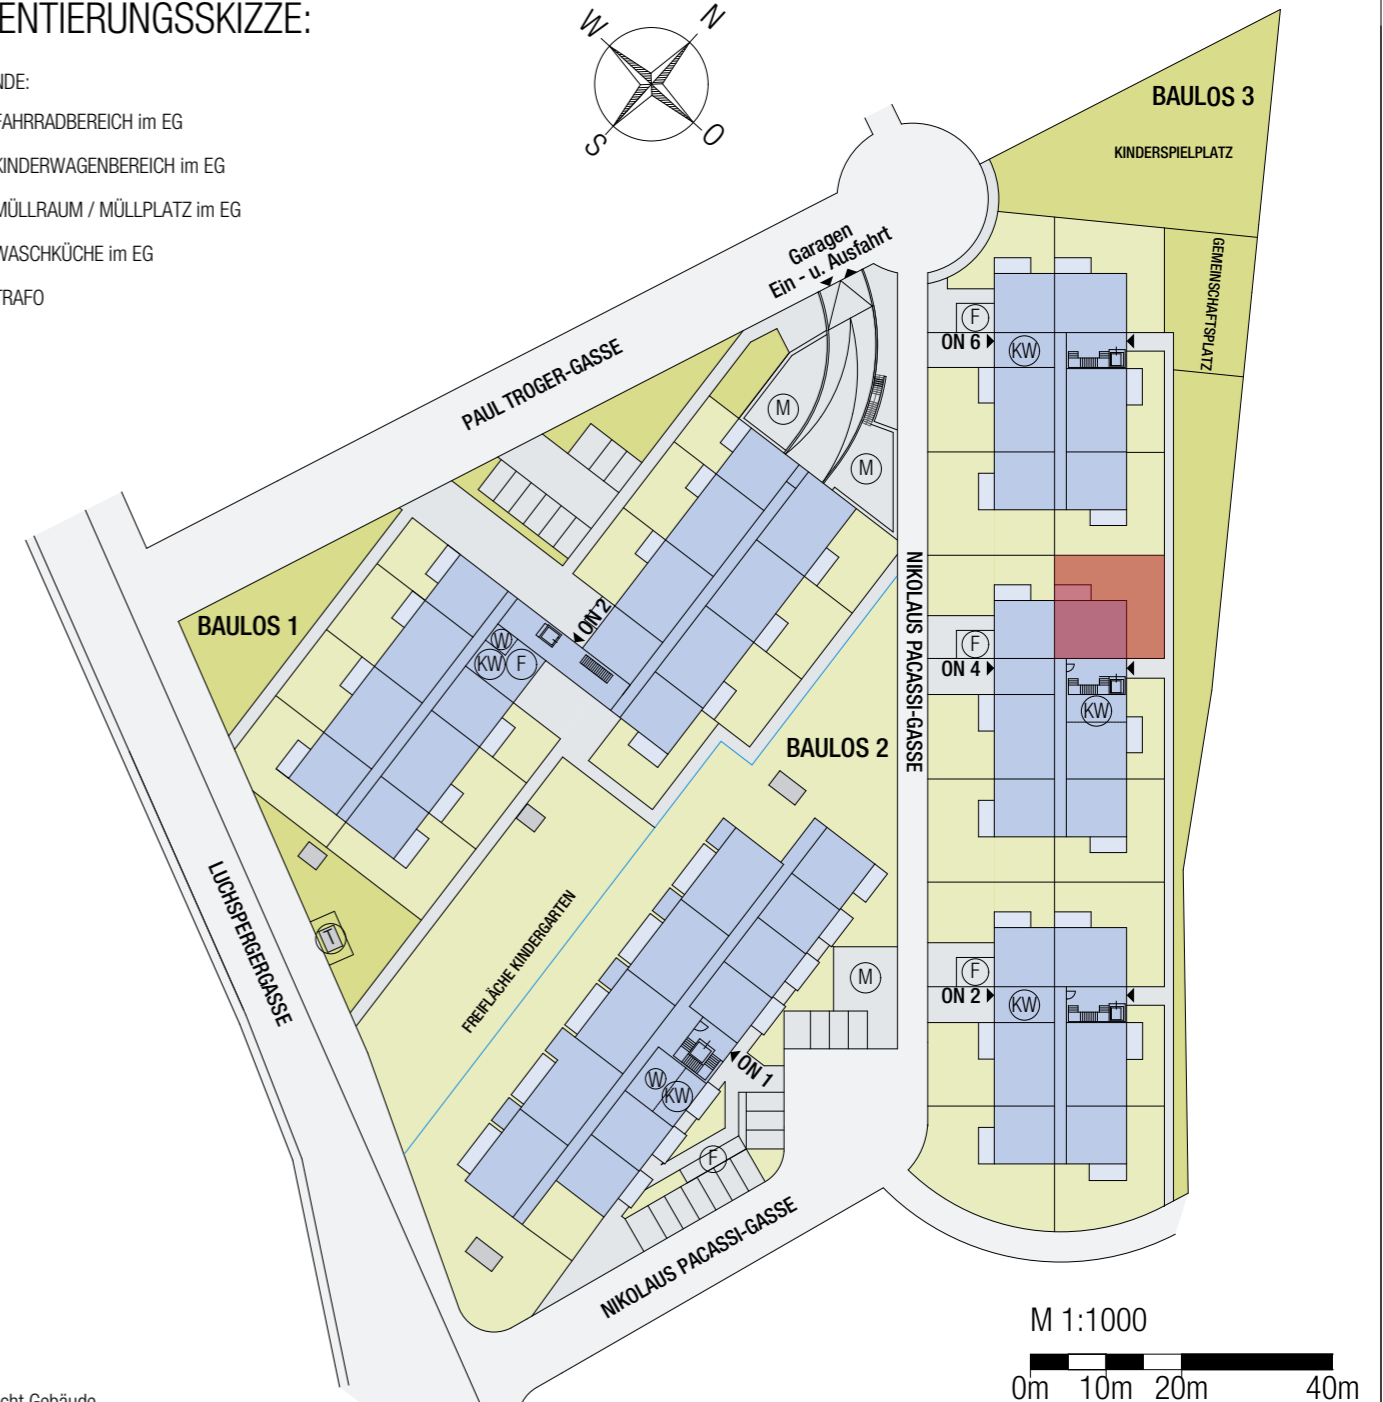 ENTIERUNGSSKIZZE:
NDE:
FAHRRADBEREICH im EG
KINDERWAGENBEREICH im EG
MÜLLRAUM / MÜLLPLATZ im EG
WASCHKÜCHE im EG
TRAFO
W
N
S
O
BAULOS 3
KINDERSPIELPLATZ
GEMEINSCHAFTSPLATZ
Garagen
Ein - u. Ausfahrt
PAUL TROGER-GASSE
F
ON 6
KW
M
M
NIKOLAUS PACASSI-GASSE
BAULOS 1
ON 2
W
KW
F
F
ON 4
KW
BAULOS 2
LUCHSPERGERGASSE
T
FREIFLÄCHE KINDERGARTEN
M
F
ON 2
KW
ON 1
W
KW
F
NIKOLAUS PACASSI-GASSE
M 1:1000
0m 10m 20m 40m
cht Gebäude